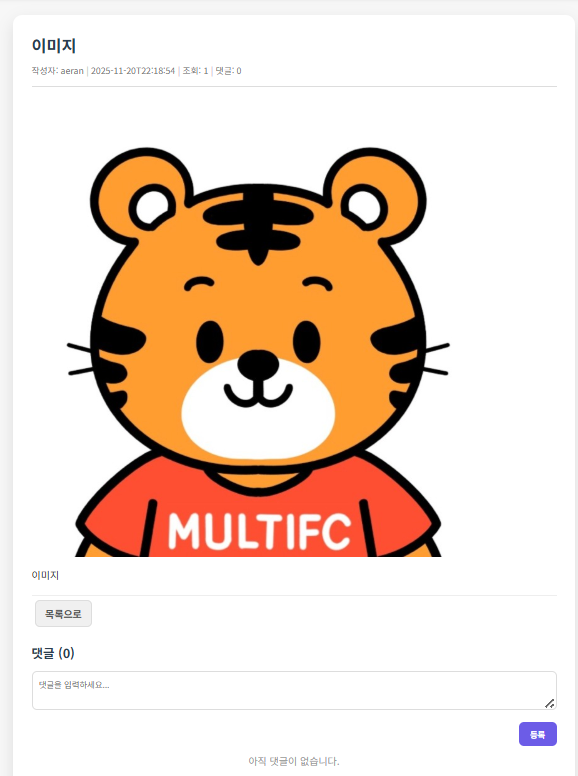 이미지
작성자: aeran | 2025-11-20T22:18:54 | 조회: 1 | 댓글: 0
MULTIFC
이미지
목록으로
댓글 (0)
댓글을 입력하세요...
등록
아직 댓글이 없습니다.